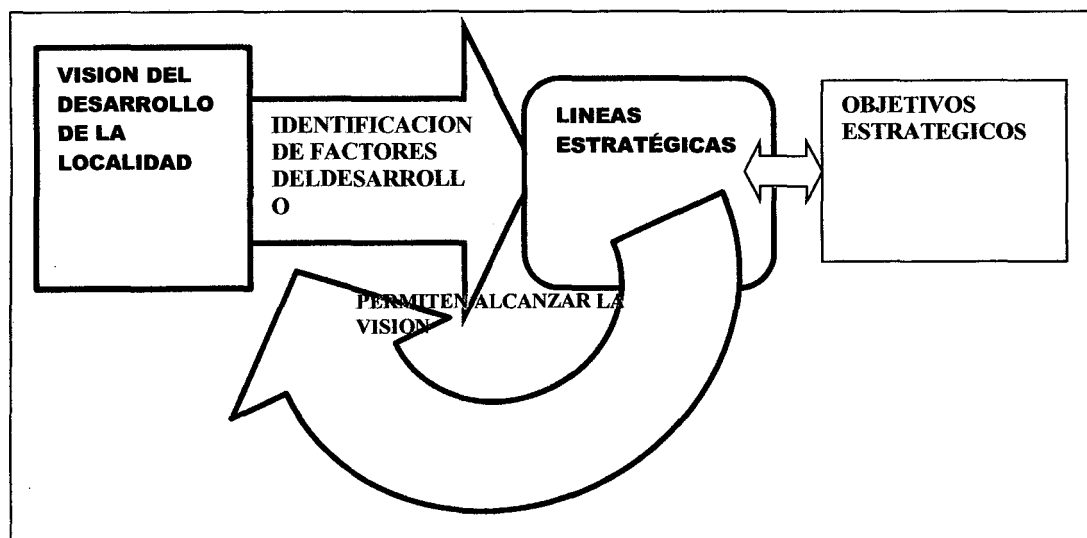 VISION DEL
DESARROLLO
DE LA
LOCALIDAD
IDENTIFICACION
DE FACTORES
DELDESARROLL
O
LINEAS
ESTRATÉGICAS
OBJETIVOS
ESTRATEGICOS
PERMITEN ALCANZAR LA
VISION